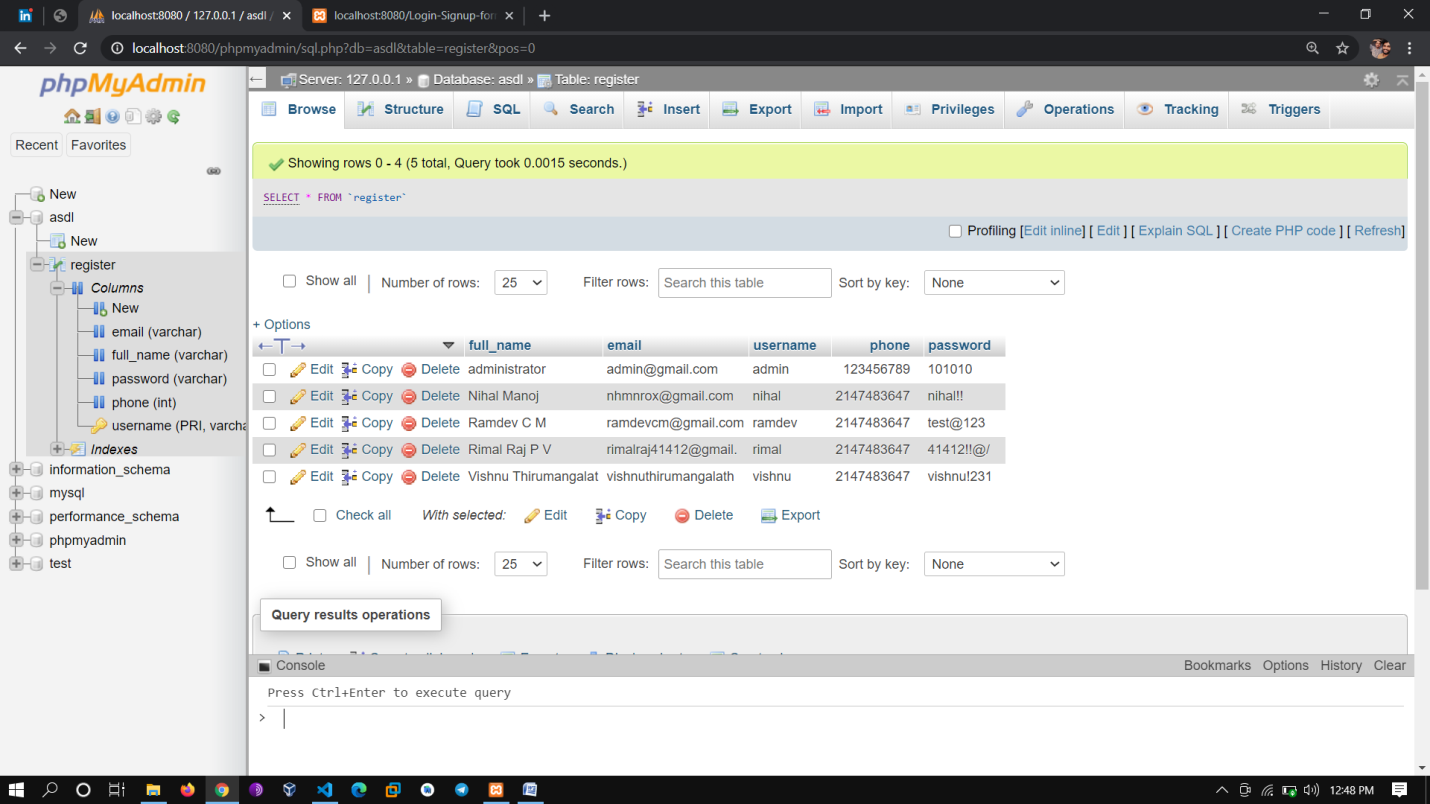 localhost:8080 / 127.0.0.1 / asdl /
localhost:8080/Login-Signup-for
localhost:8080/phpmyadmin/sql.php?db=asdl&table=register&pos=0
phpMyAdmin
Recent Favorites
New
asdl
New
register
Columns
New
email (varchar)
full_name (varchar)
password (varchar)
phone (int)
username (PRI, varcha
Indexes
information_schema
mysql
performance_schema
phpmyadmin
test
Server: 127.0.0.1 » Database: asdl » Table: register
Browse Structure SQL Search Insert Export Import Privileges Operations Tracking Triggers
Showing rows 0 - 4 (5 total, Query took 0.0015 seconds.)
SELECT * FROM `register`
Profiling [Edit inline] [ Edit ] [ Explain SQL ] [ Create PHP code ] [ Refresh]
Show all | Number of rows: 25 Filter rows: Search this table Sort by key: None
+ Options
←T→ full_name email username phone password
Edit Copy Delete administrator admin@gmail.com admin 123456789 101010
Edit Copy Delete Nihal Manoj nhmnrox@gmail.com nihal 2147483647 nihal!!
Edit Copy Delete Ramdev C M ramdevcm@gmail.com ramdev 2147483647 test@123
Edit Copy Delete Rimal Raj P V rimalraj41412@gmail. rimal 2147483647 41412!!@/
Edit Copy Delete Vishnu Thirumangalat vishnuthirumangalath vishnu 2147483647 vishnu!231
Check all With selected: Edit Copy Delete Export
Show all | Number of rows: 25 Filter rows: Search this table Sort by key: None
Query results operations
Console Bookmarks Options History Clear
Press Ctrl+Enter to execute query
>
12:48 PM